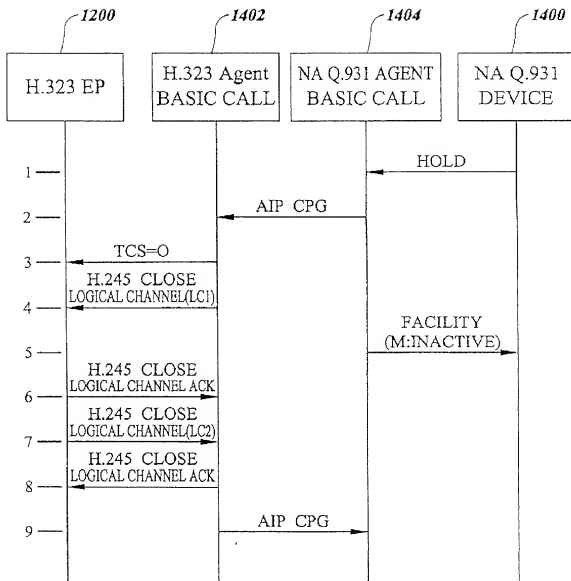 1200
1402
1404
1400
H.323 EP
H.323 Agent
BASIC CALL
NA Q.931 AGENT
BASIC CALL
NA Q.931
DEVICE
1
HOLD
2
AIP CPG
3
TCS=O
H.245 CLOSE
4
LOGICAL CHANNEL(LC1)
FACILITY
5
(M:INACTIVE)
H.245 CLOSE
6
LOGICAL CHANNEL ACK
H.245 CLOSE
7
LOGICAL CHANNEL(LC2)
H.245 CLOSE
8
LOGICAL CHANNEL ACK
9
AIP CPG